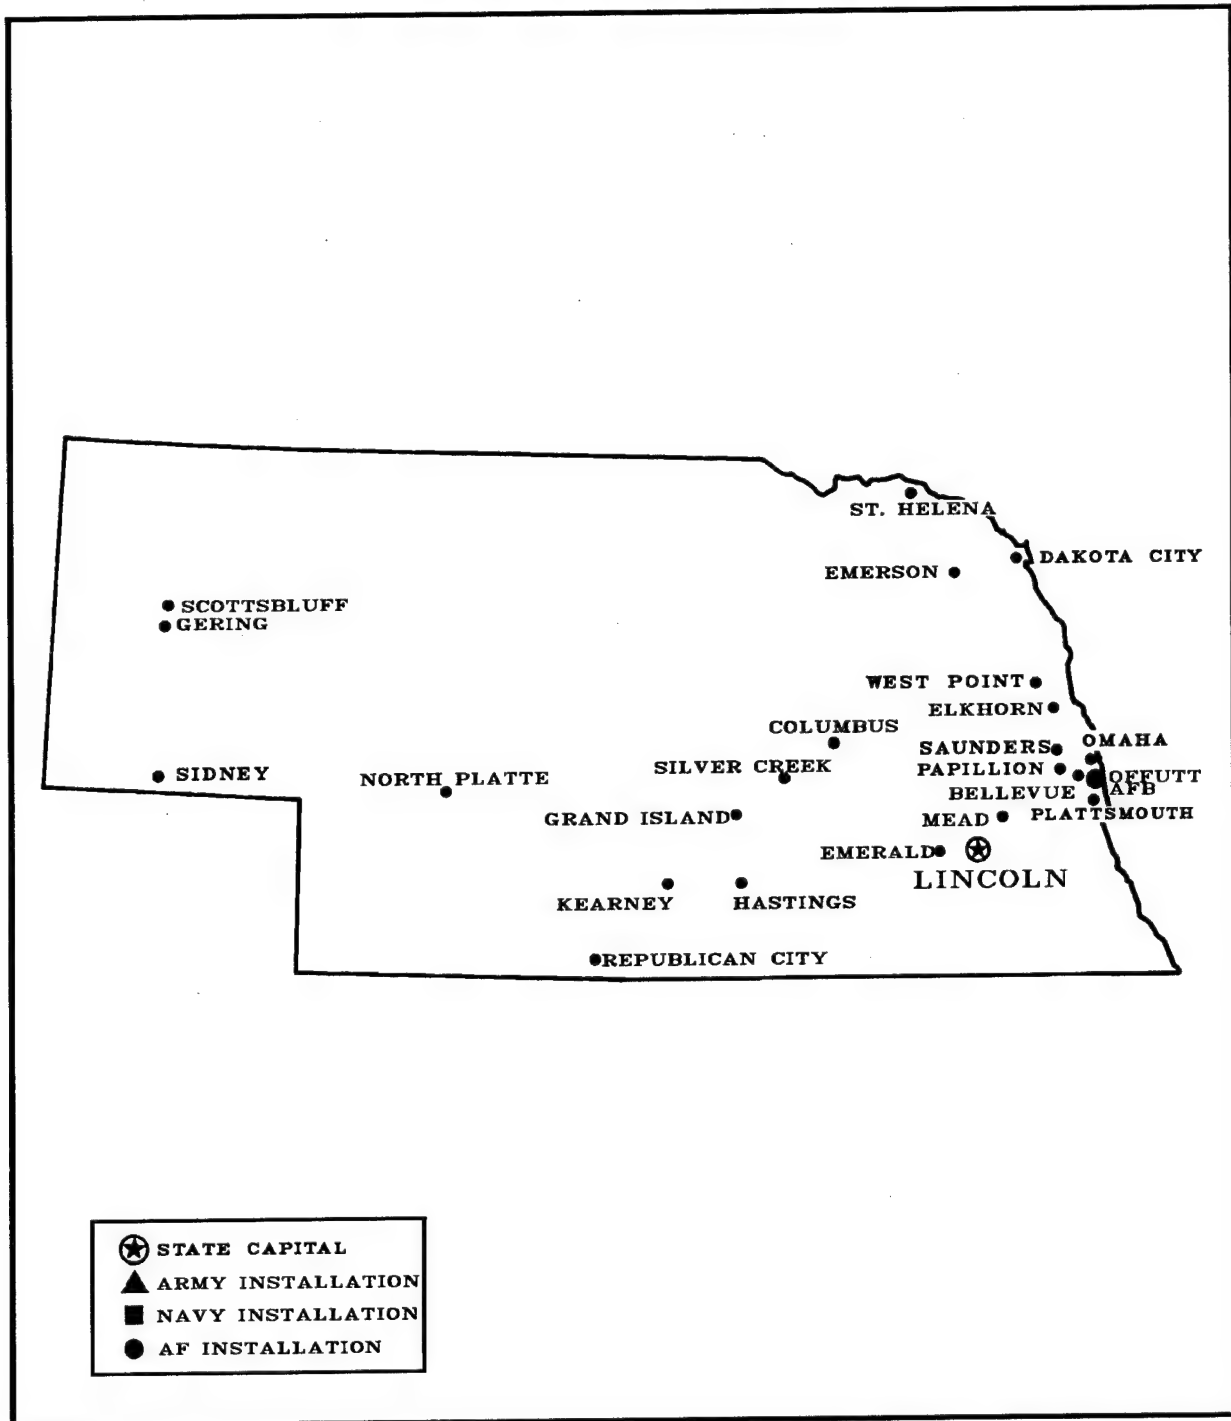 ST. HELENA
DAKOTA CITY
EMERSON
SCOTTSBLUFF
GERING
WEST POINT
ELKHORN
COLUMBUS
SAUNDERS
OMAHA
SIDNEY
NORTH PLATTE
SILVER CREEK
PAPILLION
OFFUTT
AFB
BELLEVUE
GRAND ISLAND
MEAD
PLATTSMOUTH
EMERALD
LINCOLN
KEARNEY
HASTINGS
REPUBLICAN CITY
STATE CAPITAL
ARMY INSTALLATION
NAVY INSTALLATION
AF INSTALLATION